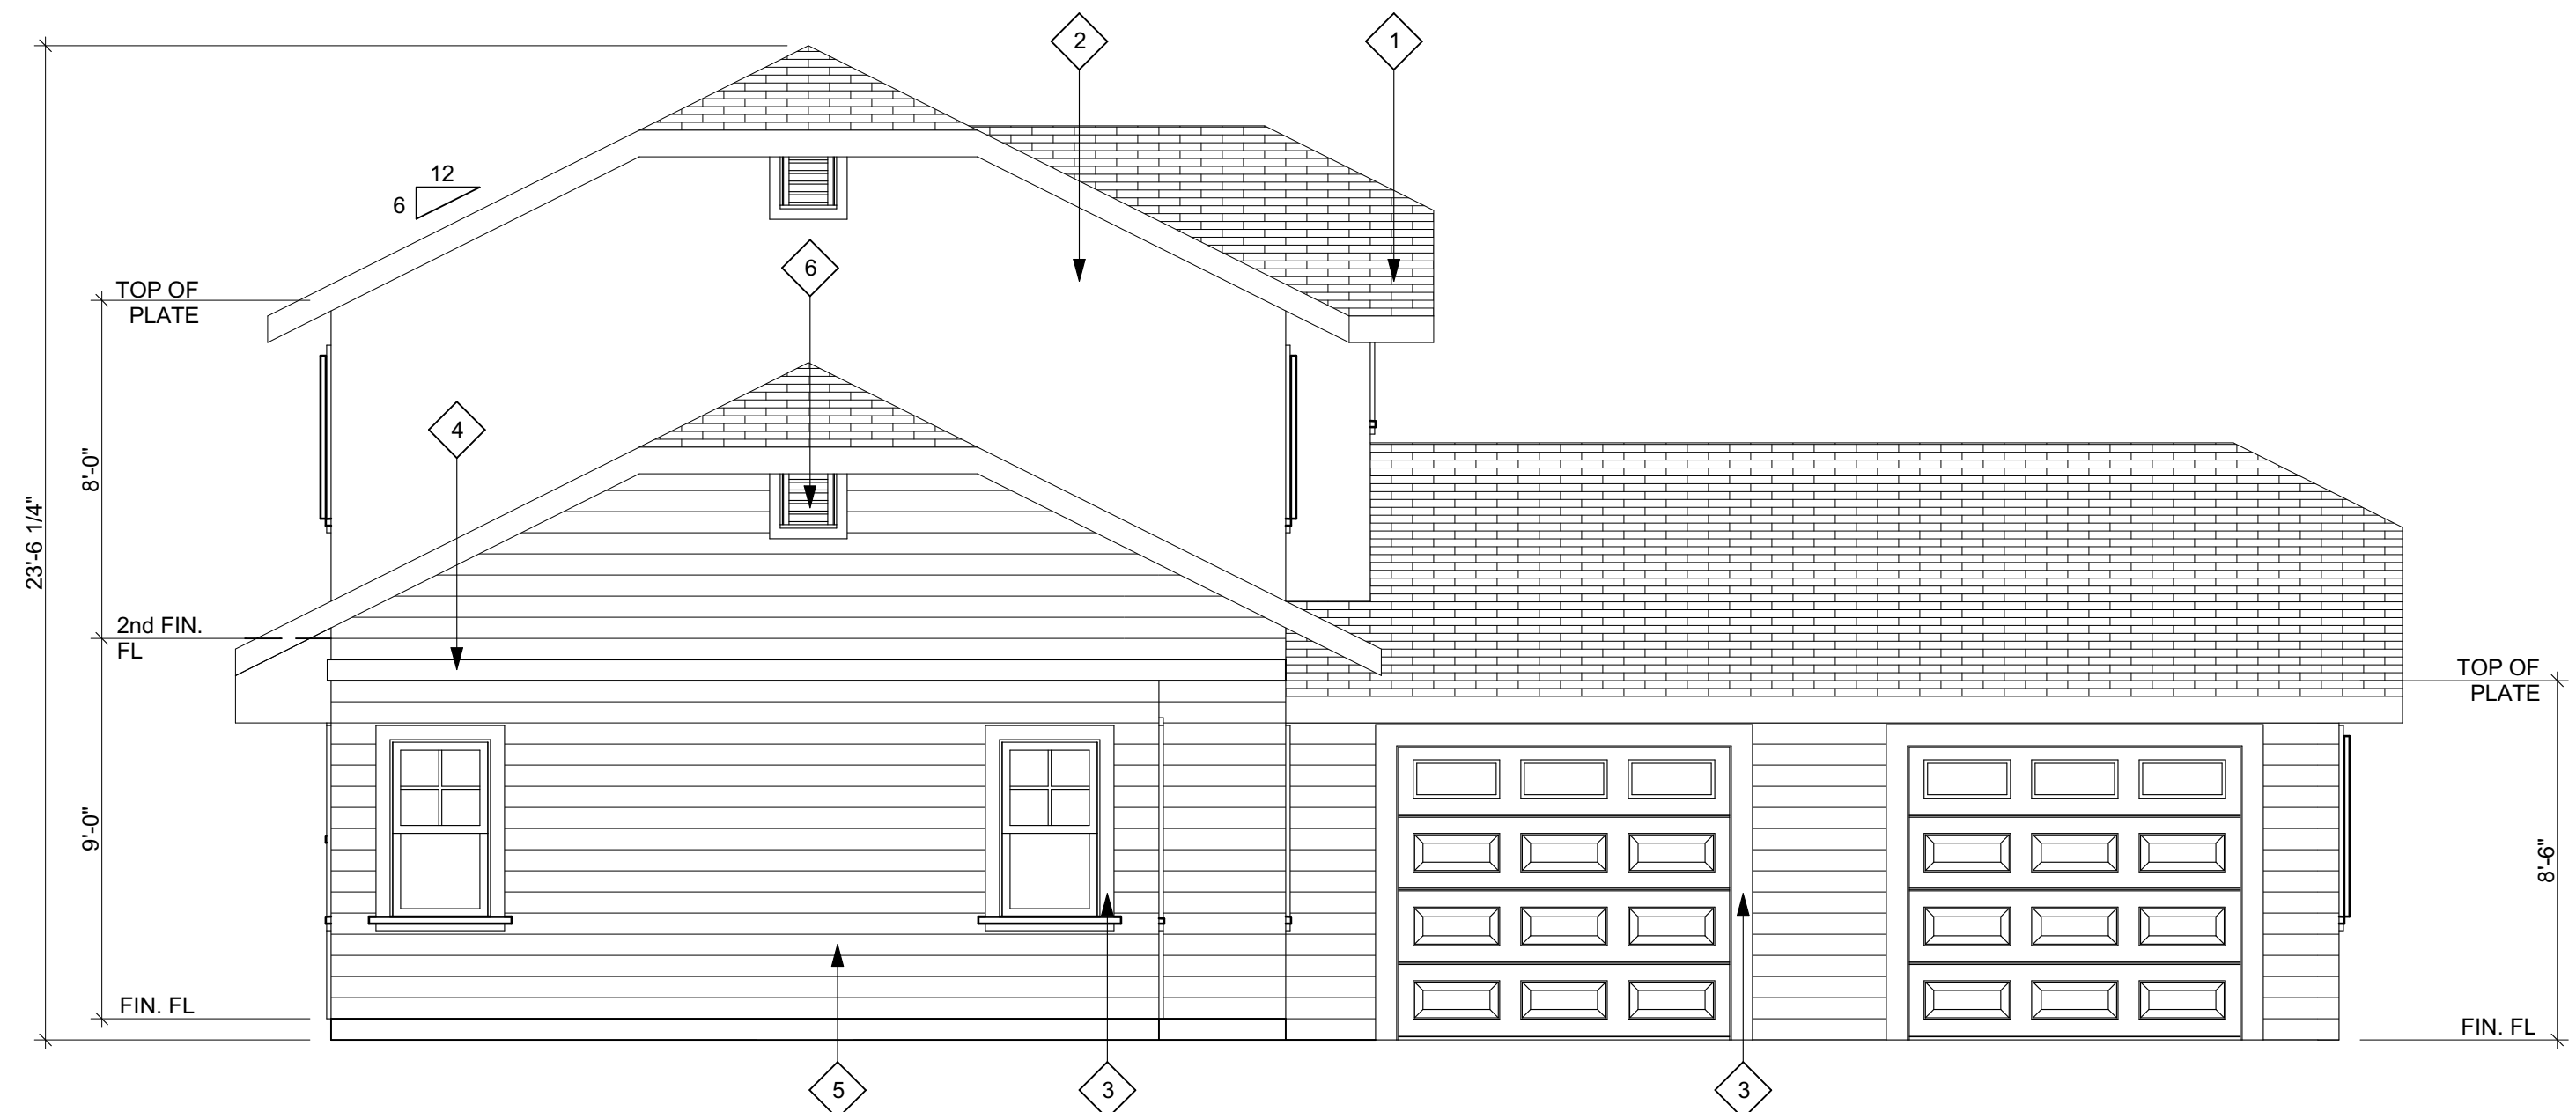 2
1
12
6
6
TOP OF
PLATE
4
8'-0"
23'-6 1/4"
2nd FIN.
FL
TOP OF
PLATE
9'-0"
8'-6"
FIN. FL
FIN. FL
5
3
3